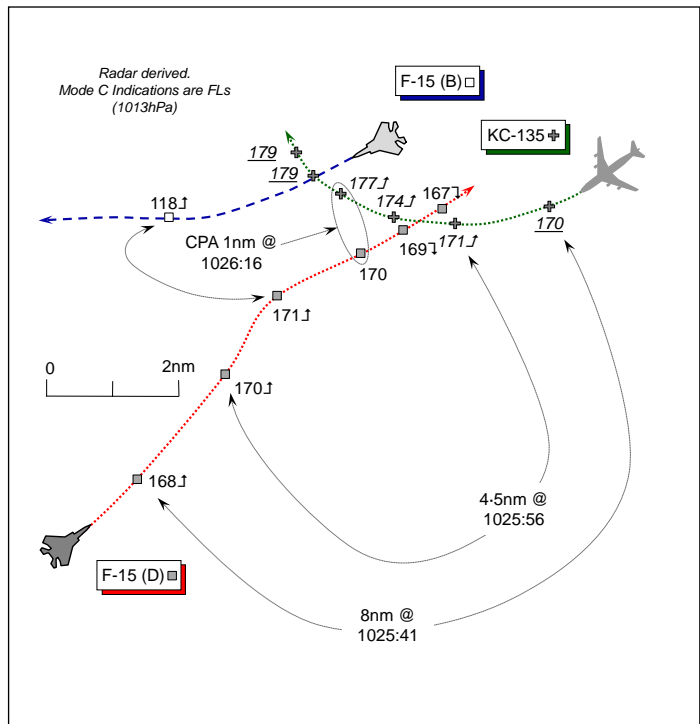 Radar derived.
Mode C Indications are FLs
(1013hPa)
F-15 (B)
KC-135
179
179
177↥
174↥
167↧
170
118↥
171↥
CPA 1nm @
1026:16
169↧
170
171↥
0
2nm
170↥
168↥
4·5nm @
1025:56
F-15 (D)
8nm @
1025:41